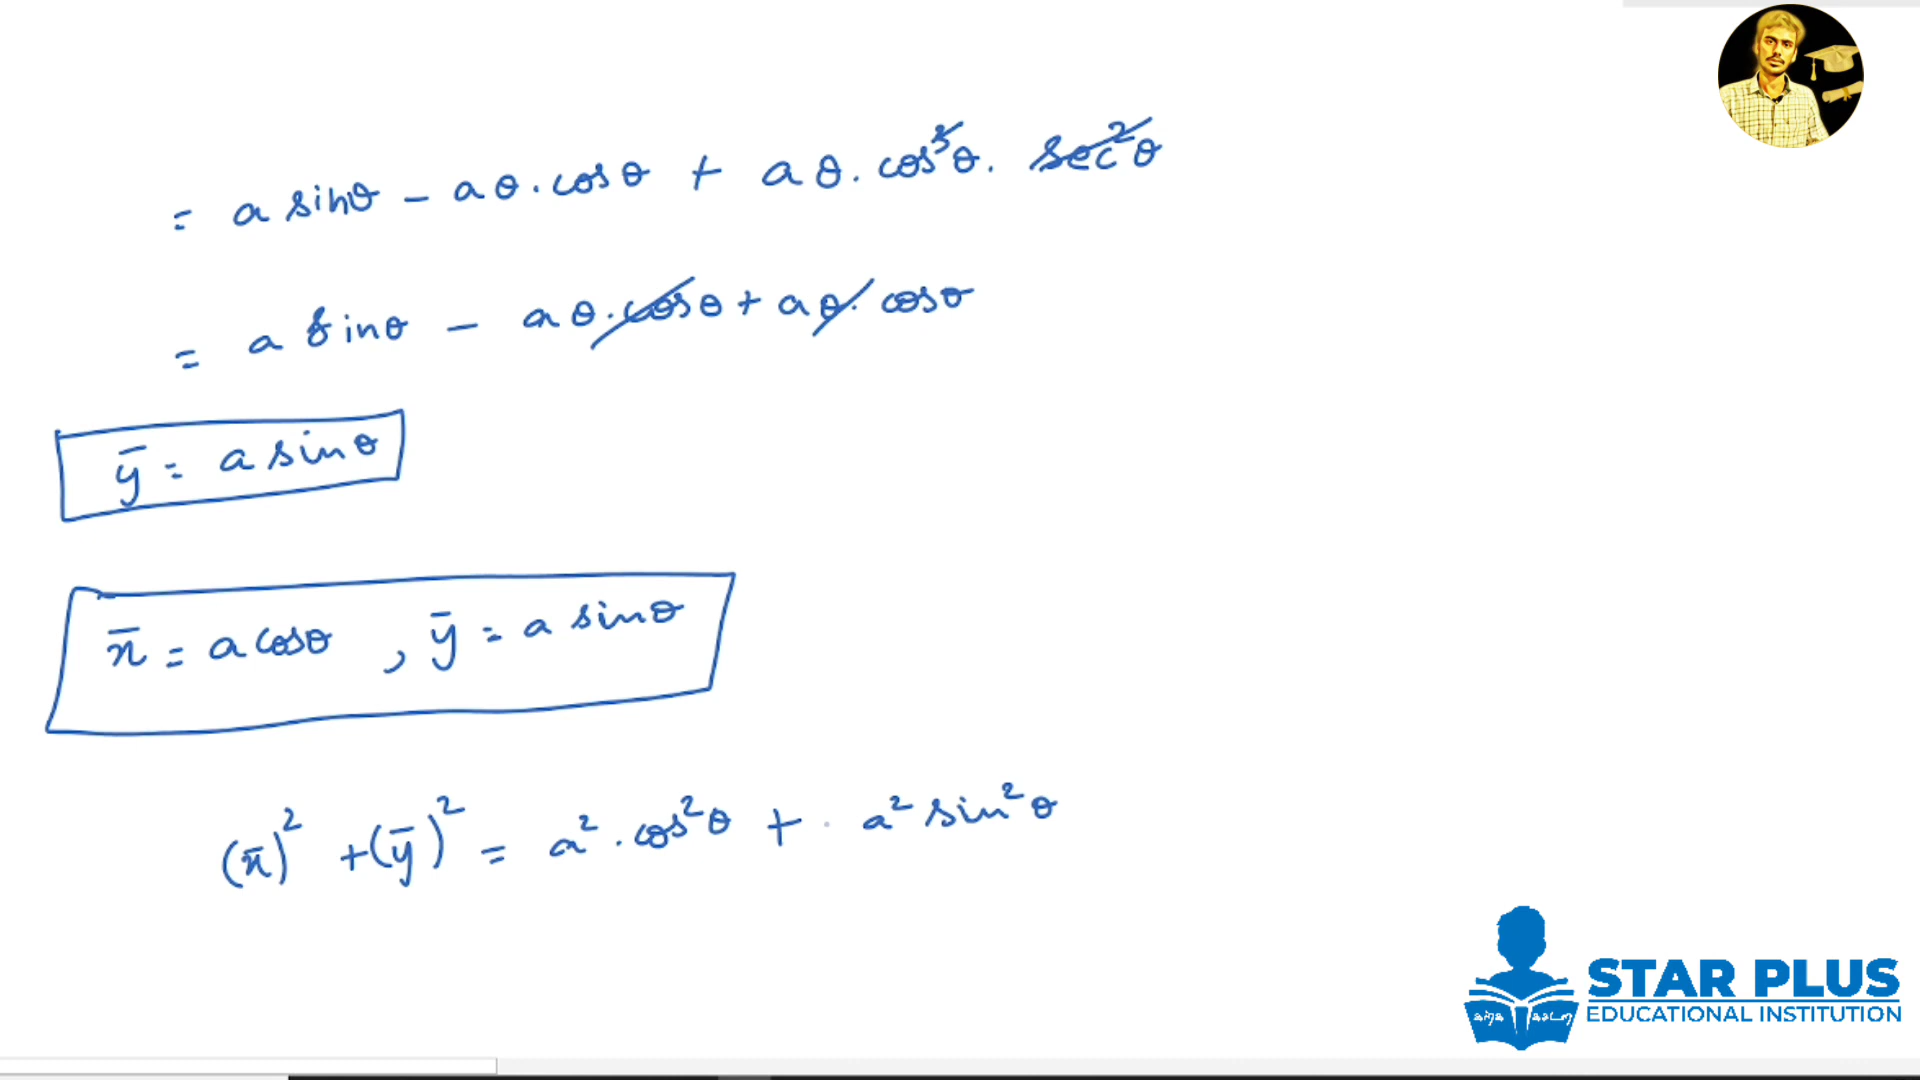 = a sinθ - aθ.cosθ + aθ.cos³θ. sec²θ
= a sinθ - aθ.cosθ + aθ.cosθ
ȳ = a sinθ
x̄ = a cosθ , ȳ = a sinθ
(x̄)² + (ȳ)² = a².cos²θ + a² sin²θ
STAR PLUS
EDUCATIONAL INSTITUTION